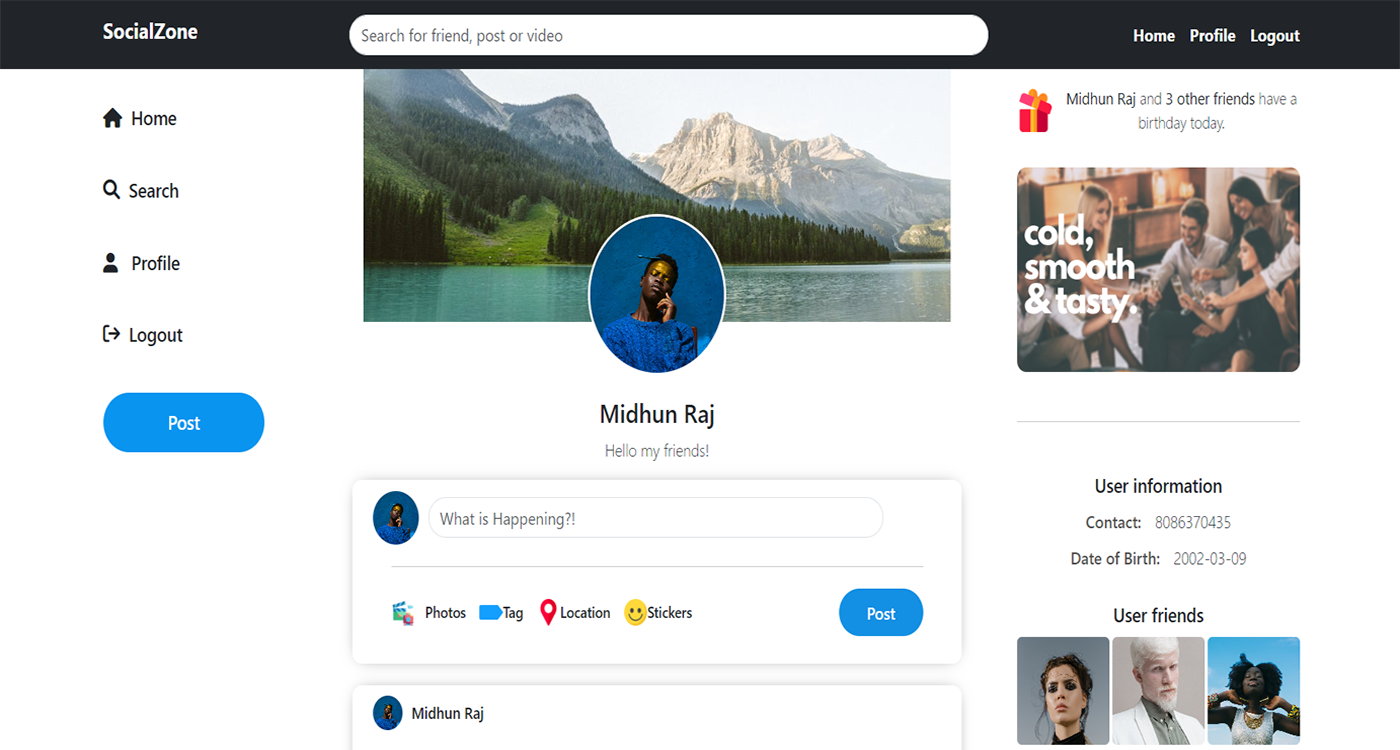 SocialZone
Search for friend, post or video
Home Profile Logout
Home
Search
Profile
Logout
Post
Midhun Raj
Hello my friends!
What is Happening?!
Photos Tag Location Stickers Post
Midhun Raj
Midhun Raj and 3 other friends have a
birthday today.
cold,
smooth
& tasty.
User information
Contact: 8086370435
Date of Birth: 2002-03-09
User friends